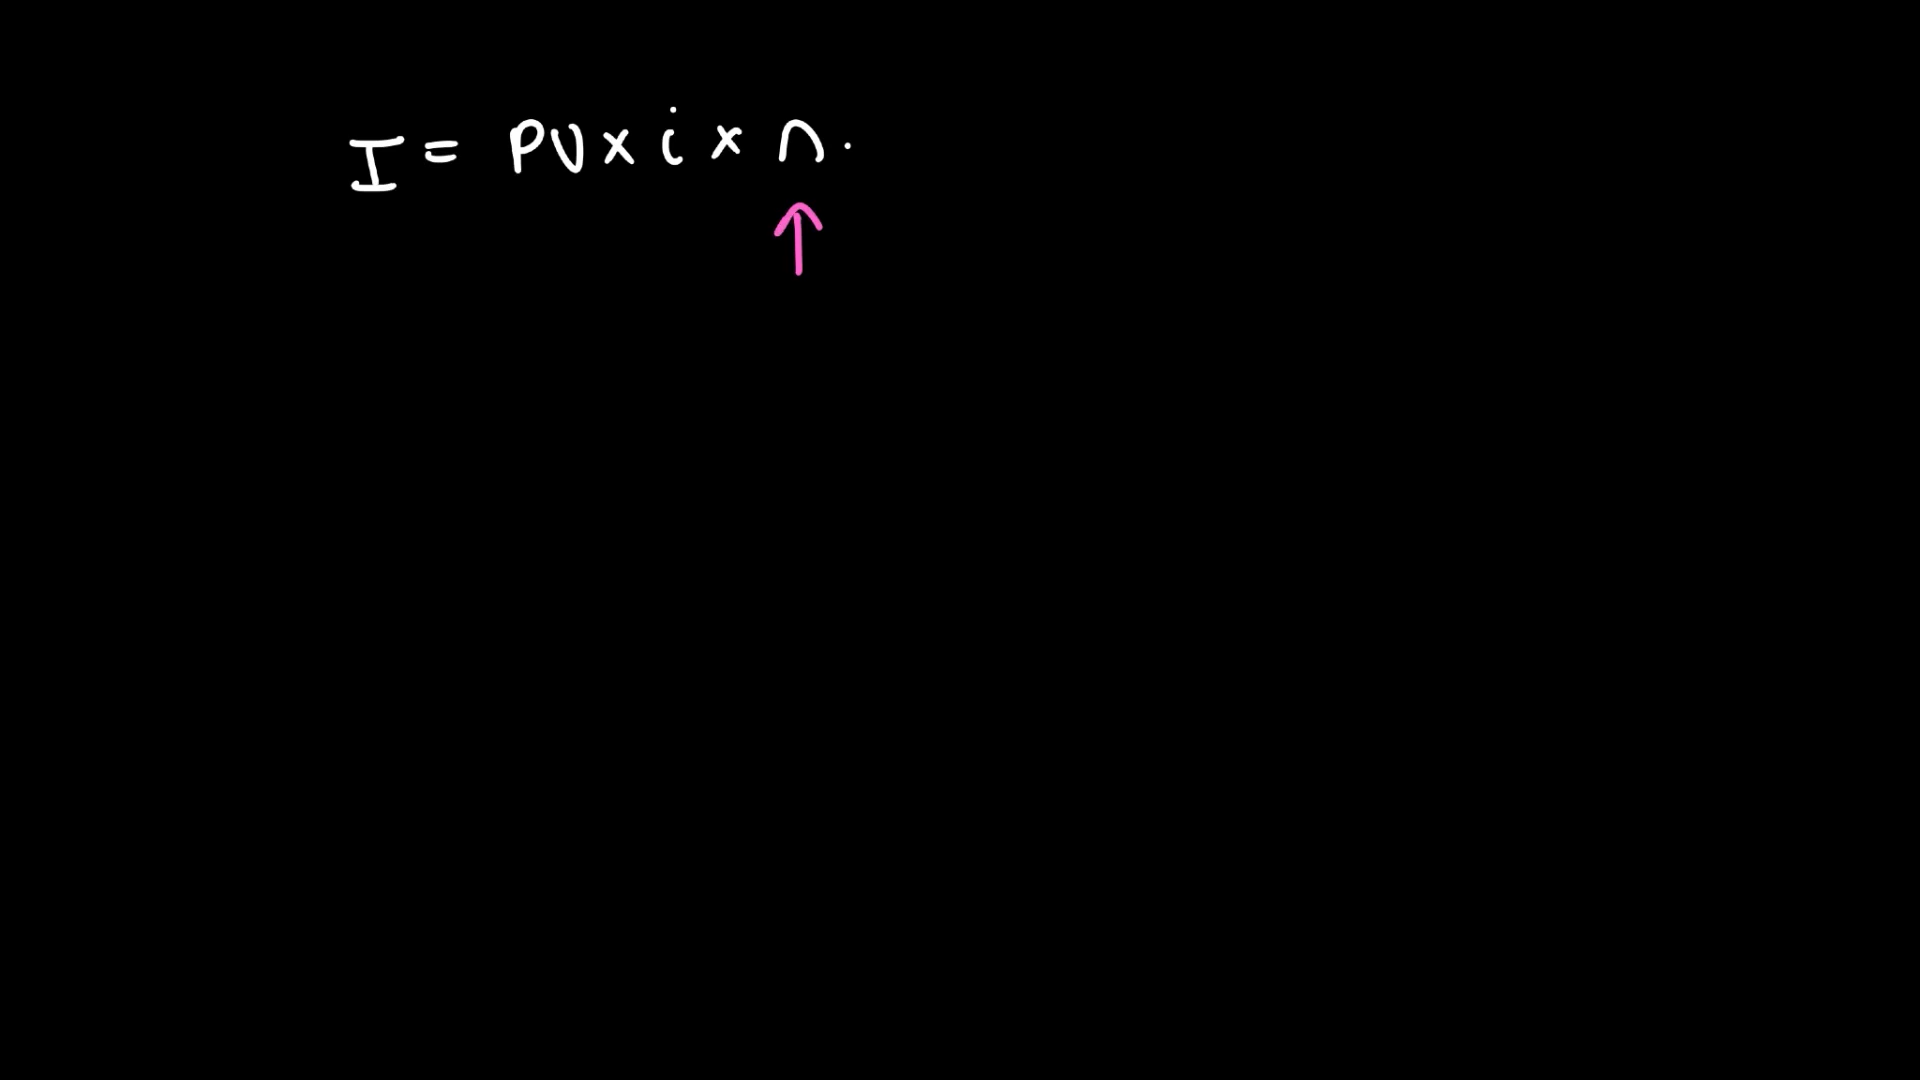 I = PV x i x n.